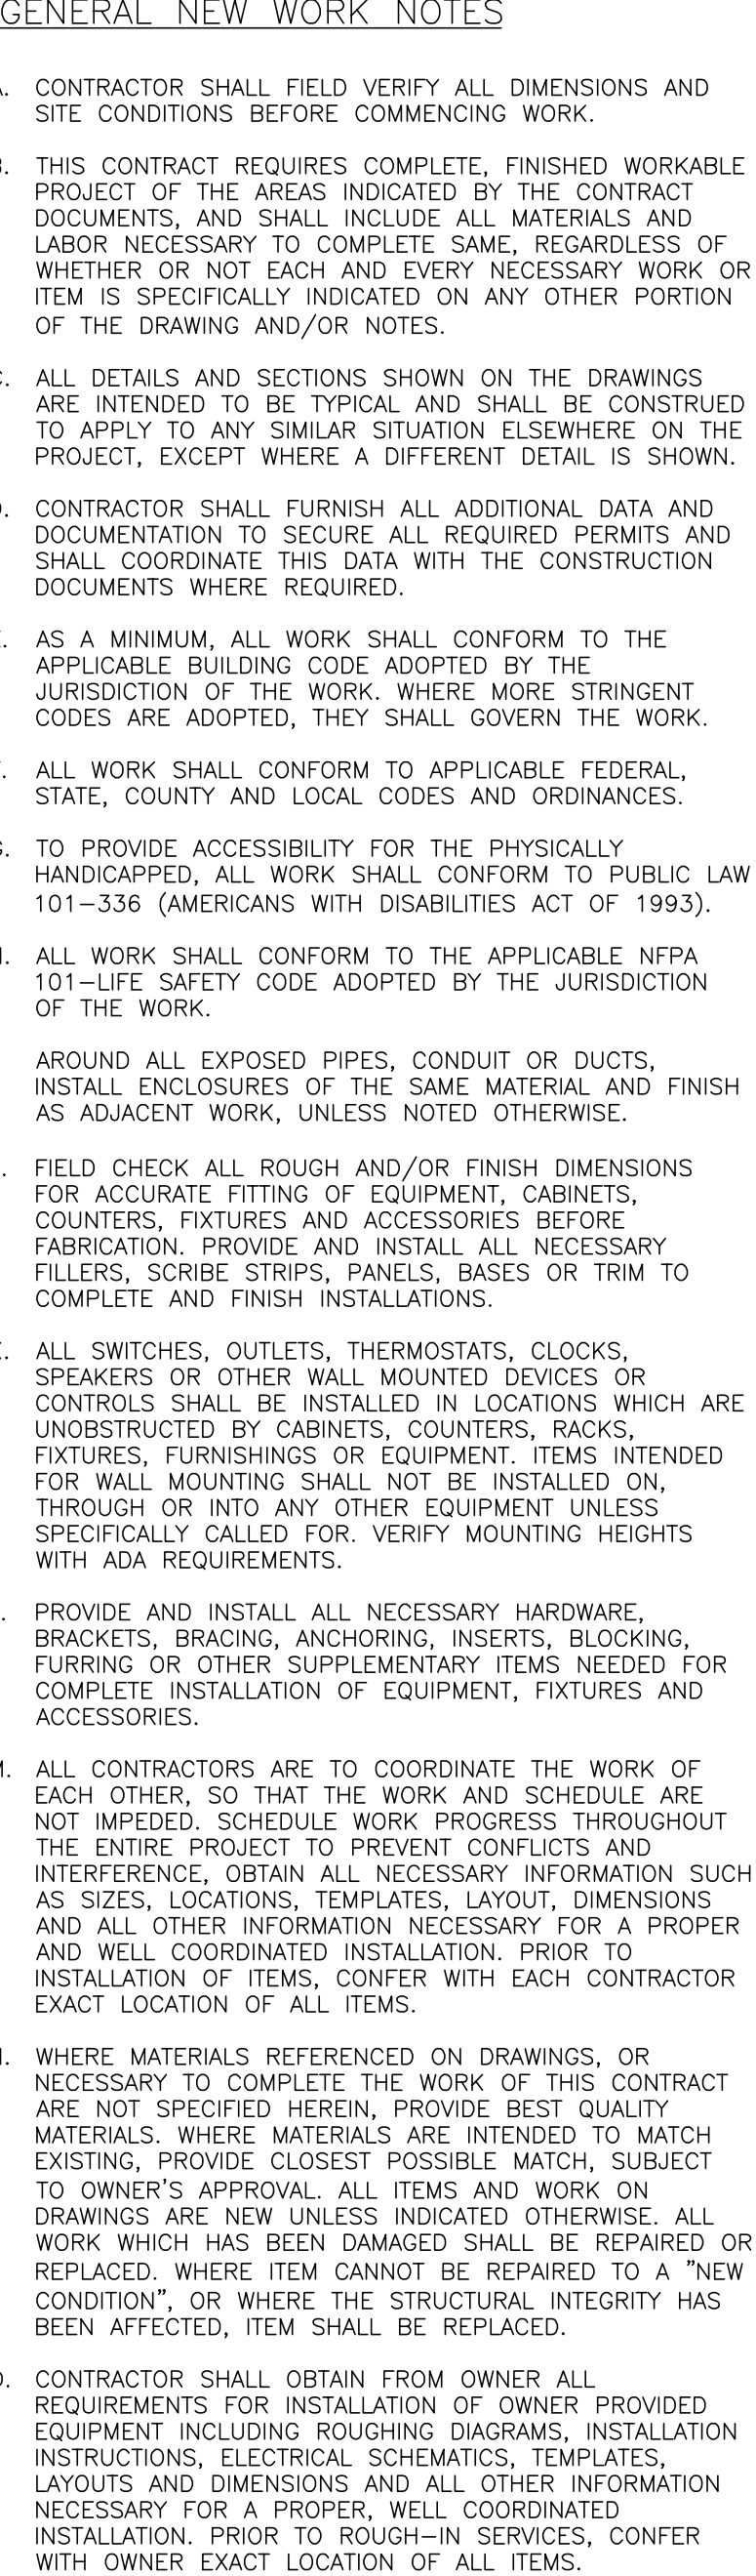 GENERAL NEW WORK NOTES
A. CONTRACTOR SHALL FIELD VERIFY ALL DIMENSIONS AND
SITE CONDITIONS BEFORE COMMENCING WORK.
B. THIS CONTRACT REQUIRES COMPLETE, FINISHED WORKABLE
PROJECT OF THE AREAS INDICATED BY THE CONTRACT
DOCUMENTS, AND SHALL INCLUDE ALL MATERIALS AND
LABOR NECESSARY TO COMPLETE SAME, REGARDLESS OF
WHETHER OR NOT EACH AND EVERY NECESSARY WORK OR
ITEM IS SPECIFICALLY INDICATED ON ANY OTHER PORTION
OF THE DRAWING AND/OR NOTES.
C. ALL DETAILS AND SECTIONS SHOWN ON THE DRAWINGS
ARE INTENDED TO BE TYPICAL AND SHALL BE CONSTRUED
TO APPLY TO ANY SIMILAR SITUATION ELSEWHERE ON THE
PROJECT, EXCEPT WHERE A DIFFERENT DETAIL IS SHOWN.
D. CONTRACTOR SHALL FURNISH ALL ADDITIONAL DATA AND
DOCUMENTATION TO SECURE ALL REQUIRED PERMITS AND
SHALL COORDINATE THIS DATA WITH THE CONSTRUCTION
DOCUMENTS WHERE REQUIRED.
E. AS A MINIMUM, ALL WORK SHALL CONFORM TO THE
APPLICABLE BUILDING CODE ADOPTED BY THE
JURISDICTION OF THE WORK. WHERE MORE STRINGENT
CODES ARE ADOPTED, THEY SHALL GOVERN THE WORK.
F. ALL WORK SHALL CONFORM TO APPLICABLE FEDERAL,
STATE, COUNTY AND LOCAL CODES AND ORDINANCES.
G. TO PROVIDE ACCESSIBILITY FOR THE PHYSICALLY
HANDICAPPED, ALL WORK SHALL CONFORM TO PUBLIC LAW
101-336 (AMERICANS WITH DISABILITIES ACT OF 1993).
H. ALL WORK SHALL CONFORM TO THE APPLICABLE NFPA
101-LIFE SAFETY CODE ADOPTED BY THE JURISDICTION
OF THE WORK.
AROUND ALL EXPOSED PIPES, CONDUIT OR DUCTS,
INSTALL ENCLOSURES OF THE SAME MATERIAL AND FINISH
AS ADJACENT WORK, UNLESS NOTED OTHERWISE.
. FIELD CHECK ALL ROUGH AND/OR FINISH DIMENSIONS
FOR ACCURATE FITTING OF EQUIPMENT, CABINETS,
COUNTERS, FIXTURES AND ACCESSORIES BEFORE
FABRICATION. PROVIDE AND INSTALL ALL NECESSARY
FILLERS, SCRIBE STRIPS, PANELS, BASES OR TRIM TO
COMPLETE AND FINISH INSTALLATIONS.
K. ALL SWITCHES, OUTLETS, THERMOSTATS, CLOCKS,
SPEAKERS OR OTHER WALL MOUNTED DEVICES OR
CONTROLS SHALL BE INSTALLED IN LOCATIONS WHICH ARE
UNOBSTRUCTED BY CABINETS, COUNTERS, RACKS,
FIXTURES, FURNISHINGS OR EQUIPMENT. ITEMS INTENDED
FOR WALL MOUNTING SHALL NOT BE INSTALLED ON,
THROUGH OR INTO ANY OTHER EQUIPMENT UNLESS
SPECIFICALLY CALLED FOR. VERIFY MOUNTING HEIGHTS
WITH ADA REQUIREMENTS.
. PROVIDE AND INSTALL ALL NECESSARY HARDWARE,
BRACKETS, BRACING, ANCHORING, INSERTS, BLOCKING,
FURRING OR OTHER SUPPLEMENTARY ITEMS NEEDED FOR
COMPLETE INSTALLATION OF EQUIPMENT, FIXTURES AND
ACCESSORIES.
M. ALL CONTRACTORS ARE TO COORDINATE THE WORK OF
EACH OTHER, SO THAT THE WORK AND SCHEDULE ARE
NOT IMPEDED. SCHEDULE WORK PROGRESS THROUGHOUT
THE ENTIRE PROJECT TO PREVENT CONFLICTS AND
INTERFERENCE, OBTAIN ALL NECESSARY INFORMATION SUCH
AS SIZES, LOCATIONS, TEMPLATES, LAYOUT, DIMENSIONS
AND ALL OTHER INFORMATION NECESSARY FOR A PROPER
AND WELL COORDINATED INSTALLATION. PRIOR TO
INSTALLATION OF ITEMS, CONFER WITH EACH CONTRACTOR
EXACT LOCATION OF ALL ITEMS.
N. WHERE MATERIALS REFERENCED ON DRAWINGS, OR
NECESSARY TO COMPLETE THE WORK OF THIS CONTRACT
ARE NOT SPECIFIED HEREIN, PROVIDE BEST QUALITY
MATERIALS. WHERE MATERIALS ARE INTENDED TO MATCH
EXISTING, PROVIDE CLOSEST POSSIBLE MATCH, SUBJECT
TO OWNER'S APPROVAL. ALL ITEMS AND WORK ON
DRAWINGS ARE NEW UNLESS INDICATED OTHERWISE. ALL
WORK WHICH HAS BEEN DAMAGED SHALL BE REPAIRED OR
REPLACED. WHERE ITEM CANNOT BE REPAIRED TO A "NEW
CONDITION", OR WHERE THE STRUCTURAL INTEGRITY HAS
BEEN AFFECTED, ITEM SHALL BE REPLACED.
O. CONTRACTOR SHALL OBTAIN FROM OWNER ALL
REQUIREMENTS FOR INSTALLATION OF OWNER PROVIDED
EQUIPMENT INCLUDING ROUGHING DIAGRAMS, INSTALLATION
INSTRUCTIONS, ELECTRICAL SCHEMATICS, TEMPLATES,
LAYOUTS AND DIMENSIONS AND ALL OTHER INFORMATION
NECESSARY FOR A PROPER, WELL COORDINATED
INSTALLATION. PRIOR TO ROUGH-IN SERVICES, CONFER
WITH OWNER EXACT LOCATION OF ALL ITEMS.